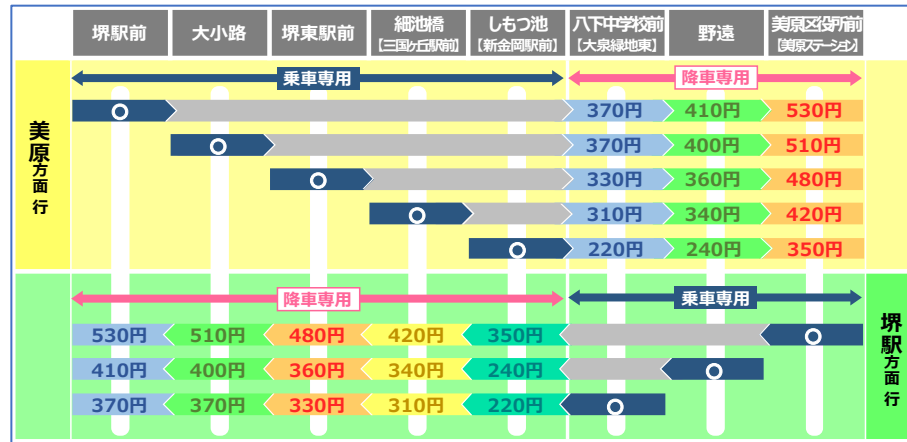 堺駅前 大小路 堺東駅前 細池橋 しもつ池 八下中学校前 野遠 美原区役所前
【三国ケ丘駅前】 【新金岡駅前】 【大泉緑地東】 【美原ステーション】
乗車専用 降車専用
美原方面行
370円 410円 530円
370円 400円 510円
330円 360円 480円
310円 340円 420円
220円 240円 350円
降車専用 乗車専用
堺駅方面行
530円 510円 480円 420円 350円
410円 400円 360円 340円 240円
370円 370円 330円 310円 220円